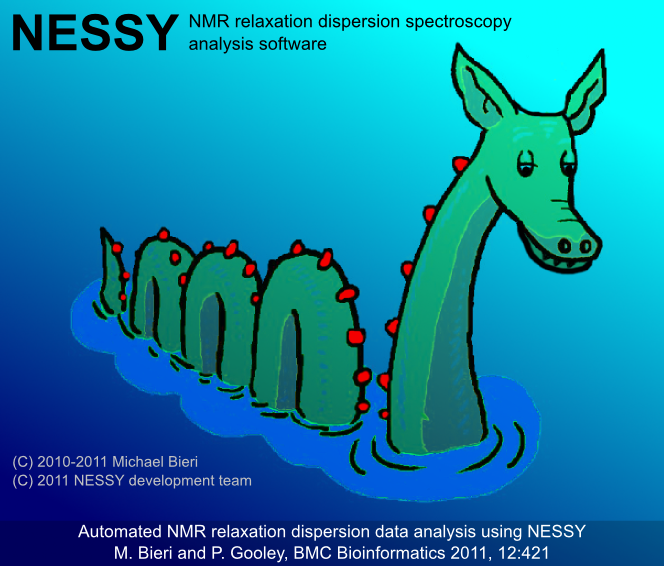 NESSY
NMR relaxation dispersion spectroscopy
analysis software
(C) 2010-2011 Michael Bieri
(C) 2011 NESSY development team
Automated NMR relaxation dispersion data analysis using NESSY
M. Bieri and P. Gooley, BMC Bioinformatics 2011, 12:421